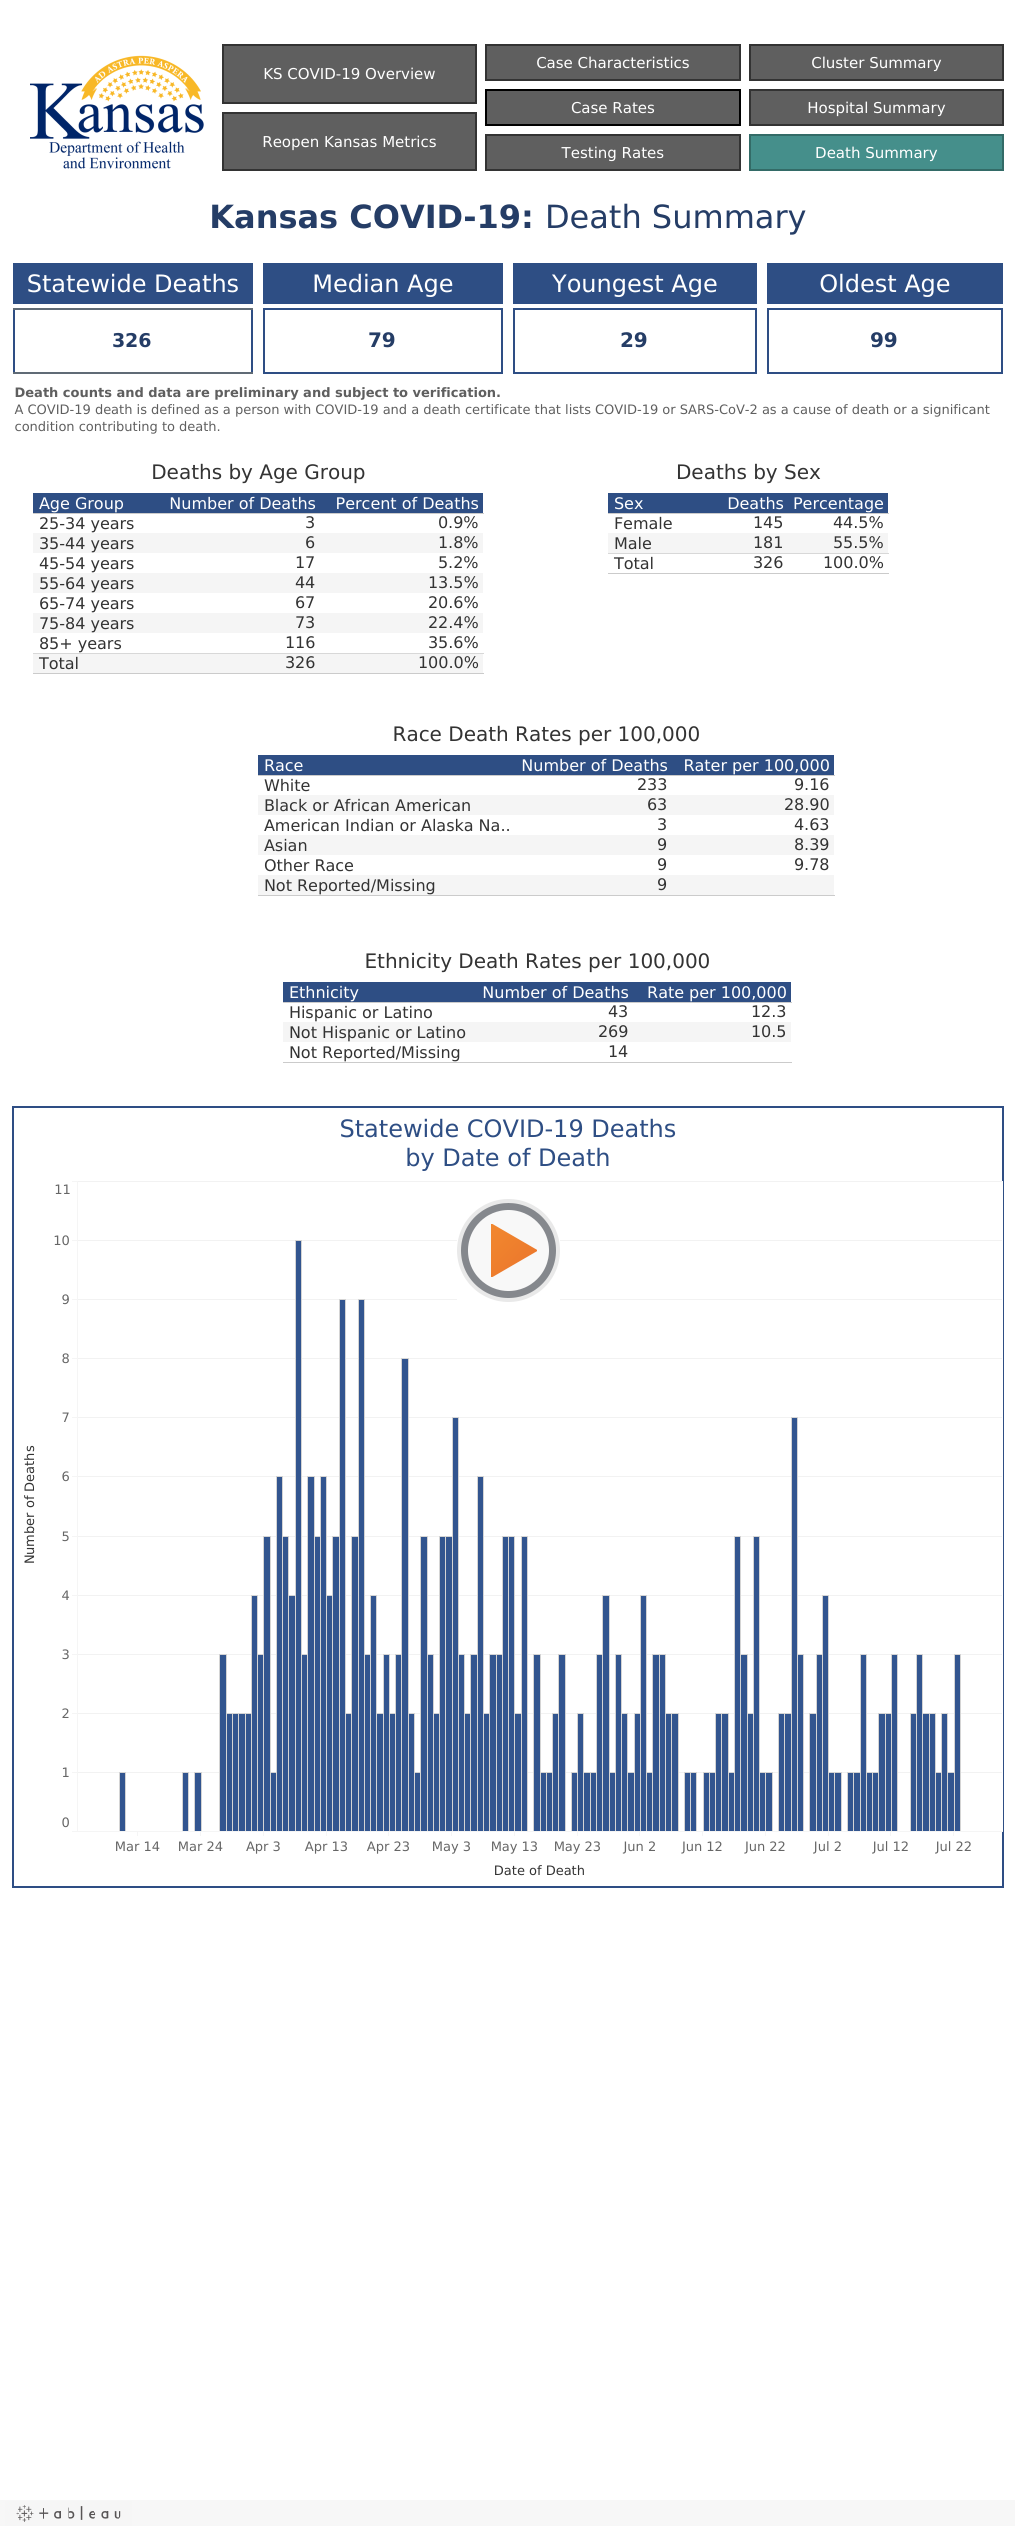 AD ASTRA PER ASPERA
Kansas
Department of Health
and Environment
KS COVID-19 Overview
Reopen Kansas Metrics
Case Characteristics
Case Rates
Testing Rates
Cluster Summary
Hospital Summary
Death Summary
Kansas COVID-19: Death Summary
Statewide Deaths Median Age Youngest Age Oldest Age
326 79 29 99
Death counts and data are preliminary and subject to verification.
A COVID-19 death is defined as a person with COVID-19 and a death certificate that lists COVID-19 or SARS-CoV-2 as a cause of death or a significant
condition contributing to death.
Deaths by Age Group
Age Group Number of Deaths Percent of Deaths
25-34 years 3 0.9%
35-44 years 6 1.8%
45-54 years 17 5.2%
55-64 years 44 13.5%
65-74 years 67 20.6%
75-84 years 73 22.4%
85+ years 116 35.6%
Total 326 100.0%
Deaths by Sex
Sex Deaths Percentage
Female 145 44.5%
Male 181 55.5%
Total 326 100.0%
Race Death Rates per 100,000
Race Number of Deaths Rater per 100,000
White 233 9.16
Black or African American 63 28.90
American Indian or Alaska Na.. 3 4.63
Asian 9 8.39
Other Race 9 9.78
Not Reported/Missing 9
Ethnicity Death Rates per 100,000
Ethnicity Number of Deaths Rate per 100,000
Hispanic or Latino 43 12.3
Not Hispanic or Latino 269 10.5
Not Reported/Missing 14
Statewide COVID-19 Deaths
by Date of Death
11
10
9
8
7
6
5
4
3
2
1
0
Number of Deaths
Mar 14 Mar 24 Apr 3 Apr 13 Apr 23 May 3 May 13 May 23 Jun 2 Jun 12 Jun 22 Jul 2 Jul 12 Jul 22
Date of Death
tableau